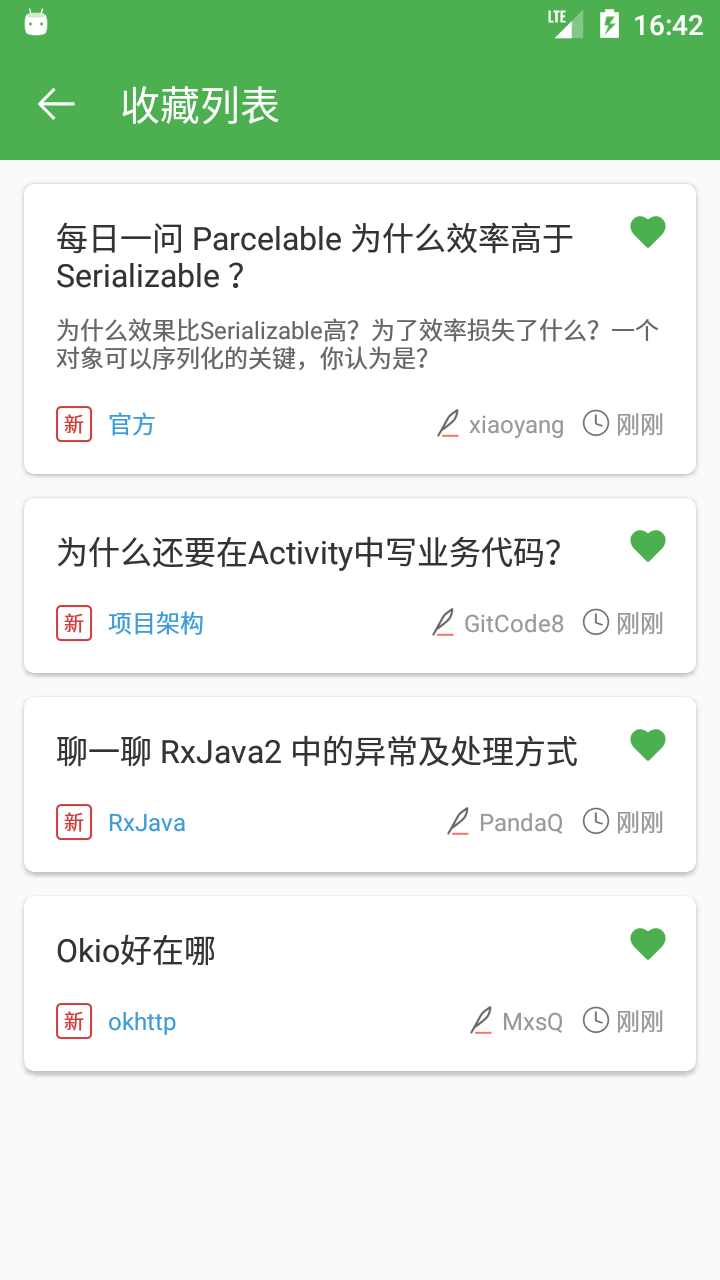 LTE 16:42
收藏列表
每日一问 Parcelable 为什么效率高于
Serializable ？
为什么效果比Serializable高？为了效率损失了什么？一个
对象可以序列化的关键，你认为是？
新 官方 xiaoyang 刚刚
为什么还要在Activity中写业务代码？
新 项目架构 GitCode8 刚刚
聊一聊 RxJava2 中的异常及处理方式
新 RxJava PandaQ 刚刚
Okio好在哪
新 okhttp MxsQ 刚刚